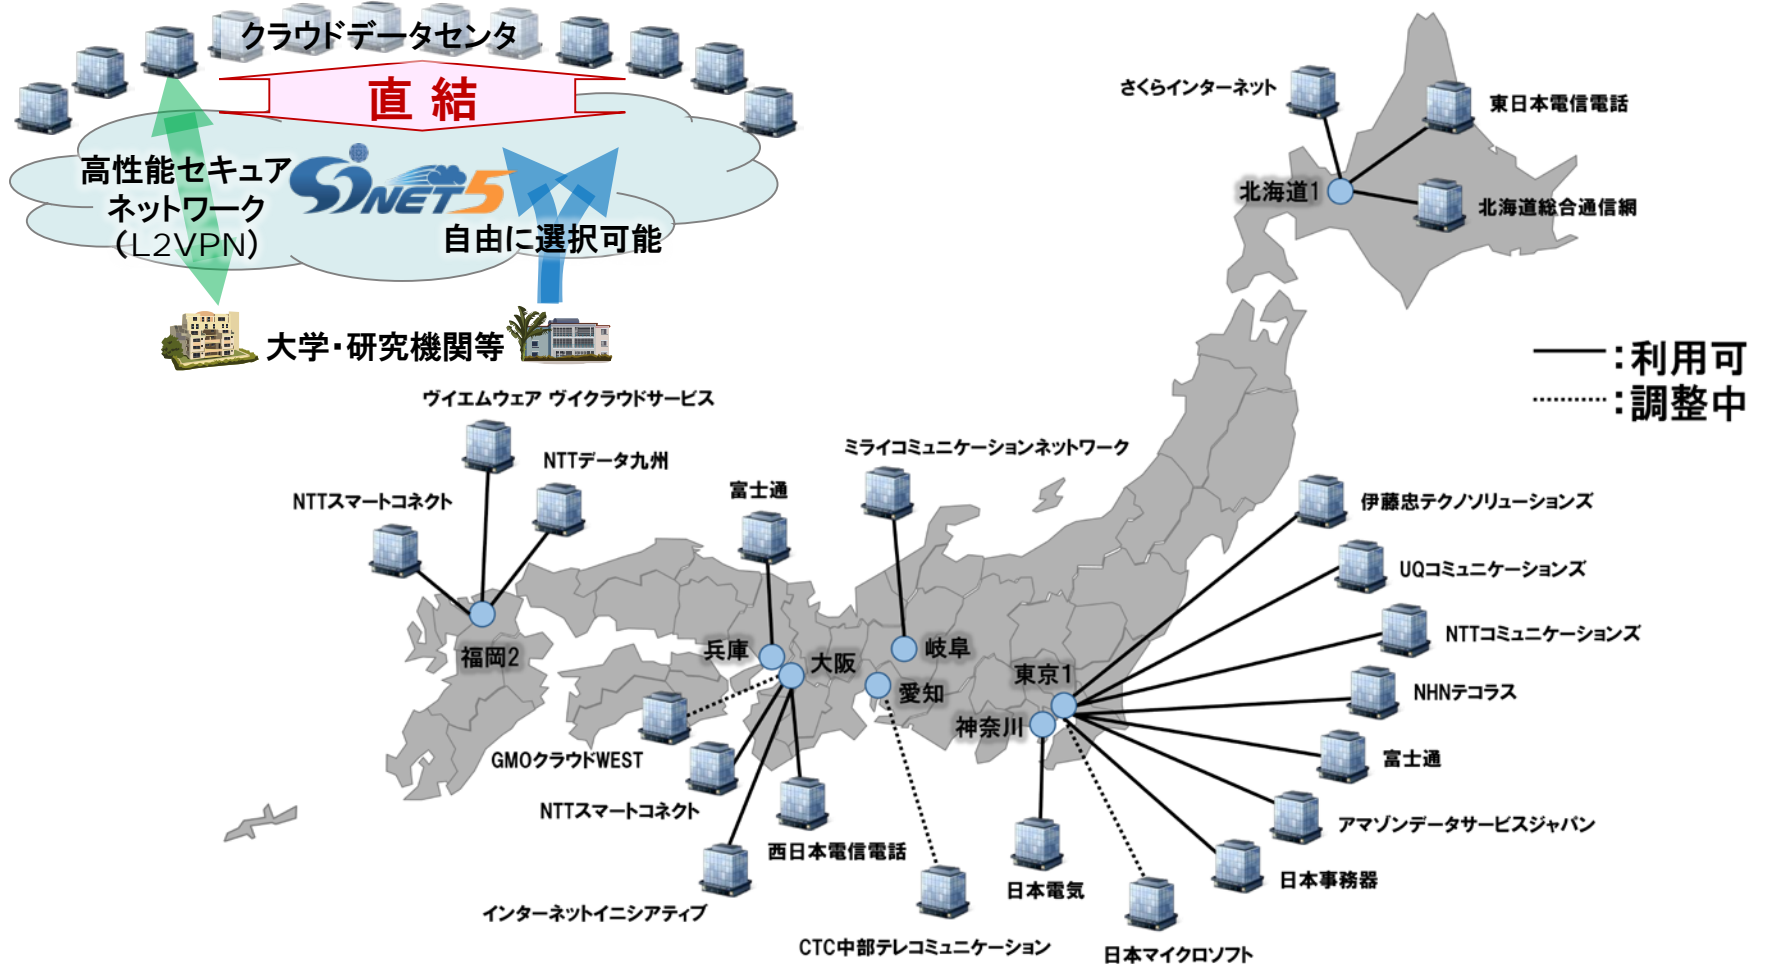 クラウドデータセンタ
直 結
高性能セキュア
ネットワーク
（L2VPN）
SINET5
自由に選択可能
大学・研究機関等
さくらインターネット
東日本電信電話
北海道1
北海道総合通信網
：利用可
：調整中
ヴイエムウェア ヴイクラウドサービス
NTTデータ九州
NTTスマートコネクト
福岡2
富士通
ミライコミュニケーションネットワーク
兵庫
大阪
岐阜
愛知
東京1
神奈川
伊藤忠テクノソリューションズ
UQコミュニケーションズ
NTTコミュニケーションズ
NHNテコラス
富士通
アマゾンデータサービスジャパン
日本事務器
日本マイクロソフト
日本電気
GMOクラウドWEST
NTTスマートコネクト
西日本電信電話
インターネットイニシアティブ
CTC中部テレコミュニケーション